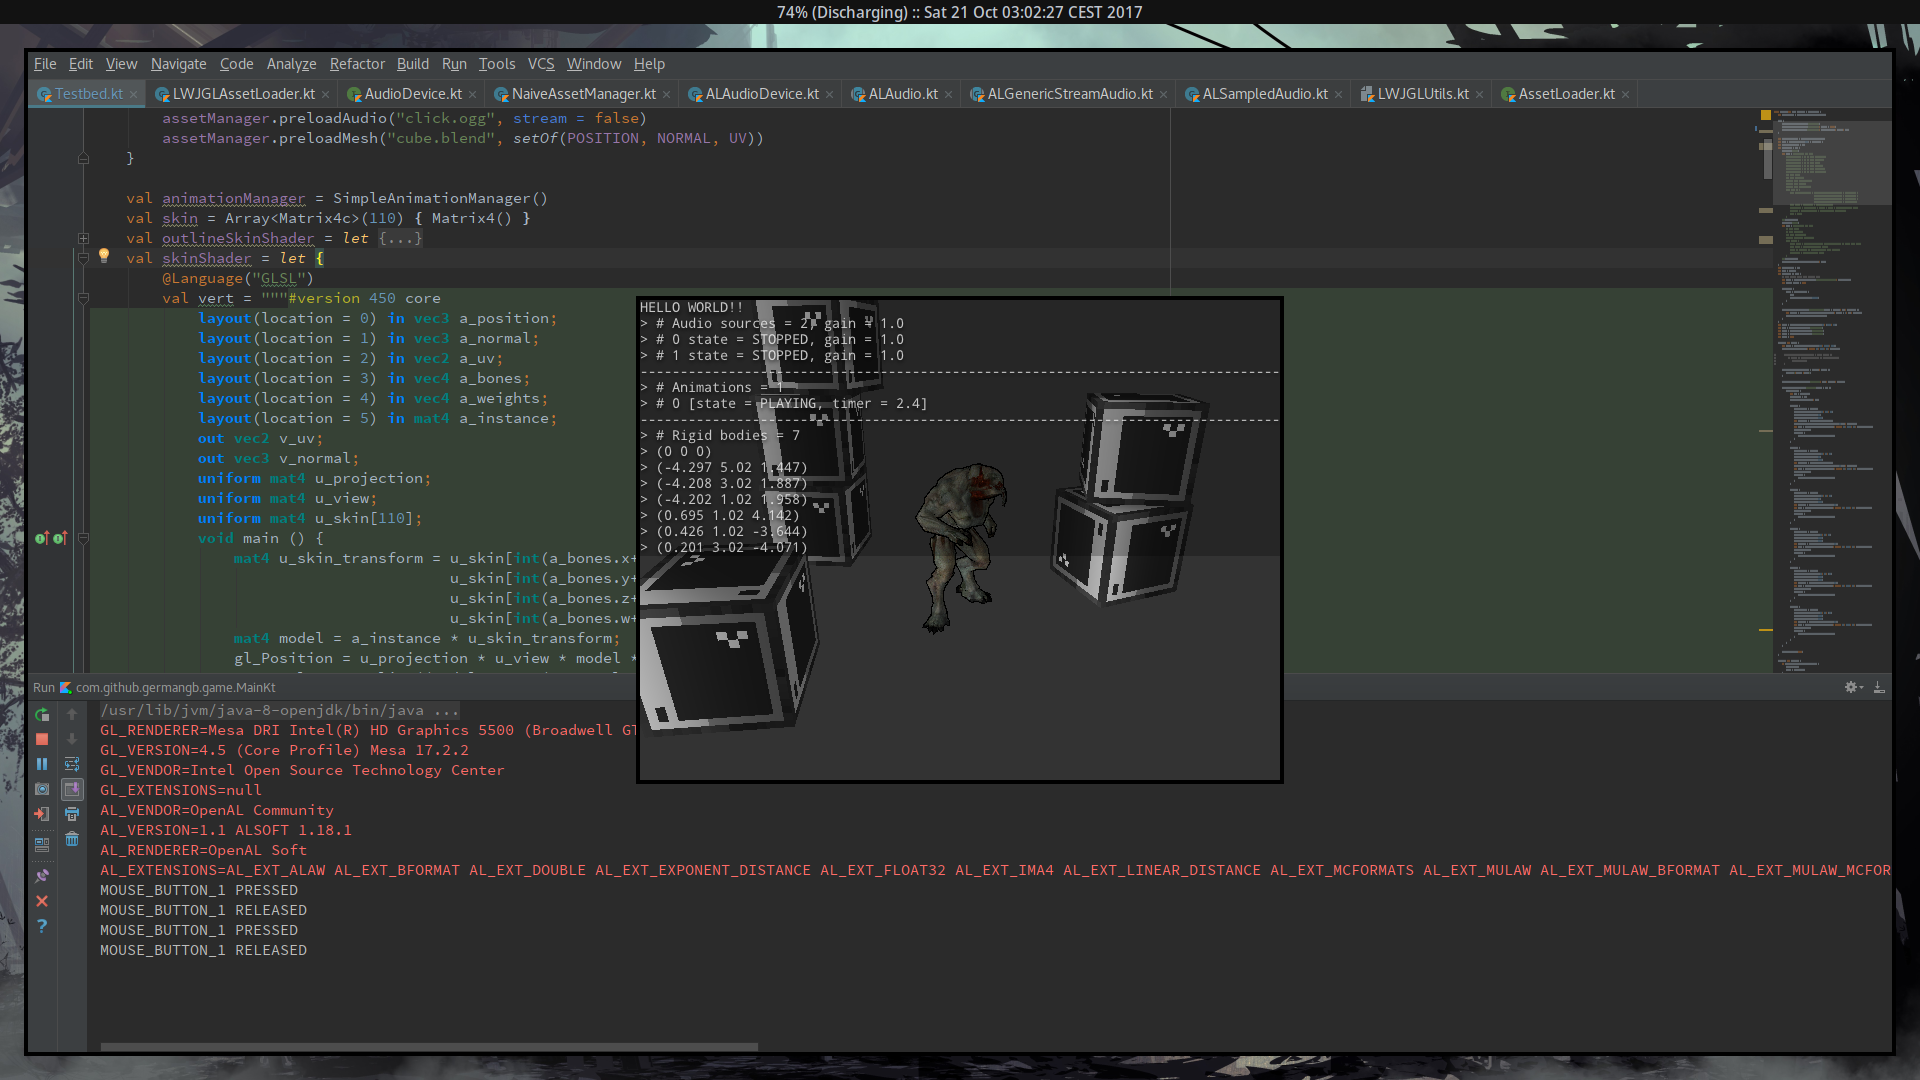 74% (Discharging) :: Sat 21 Oct 03:02:27 CEST 2017
File Edit View Navigate Code Analyze Refactor Build Run Tools VCS Window Help
Testbed.kt LWJGLAssetLoader.kt AudioDevice.kt NaiveAssetManager.kt ALAudioDevice.kt ALAudio.kt ALGenericStreamAudio.kt ALSampledAudio.kt LWJGLUtils.kt AssetLoader.kt
assetManager.preloadAudio("click.ogg", stream = false)
assetManager.preloadMesh("cube.blend", setOf(POSITION, NORMAL, UV))
}
val animationManager = SimpleAnimationManager()
val skin = Array<Matrix4c>(110) { Matrix4() }
val outlineSkinShader = let {...}
val skinShader = let {
@Language("GLSL")
val vert = """#version 450 core
layout(location = 0) in vec3 a_position;
layout(location = 1) in vec3 a_normal;
layout(location = 2) in vec2 a_uv;
layout(location = 3) in vec4 a_bones;
layout(location = 4) in vec4 a_weights;
layout(location = 5) in mat4 a_instance;
out vec2 v_uv;
out vec3 v_normal;
uniform mat4 u_projection;
uniform mat4 u_view;
uniform mat4 u_skin[110];
void main () {
mat4 u_skin_transform = u_skin[int(a_bones.x+
u_skin[int(a_bones.y+
u_skin[int(a_bones.z+
u_skin[int(a_bones.w+
mat4 model = a_instance * u_skin_transform;
gl_Position = u_projection * u_view * model *
HELLO WORLD!!
> # Audio sources = 2, gain = 1.0
> # 0 state = STOPPED, gain = 1.0
> # 1 state = STOPPED, gain = 1.0
> # Animations = 1
> # 0 [state = PLAYING, timer = 2.4]
> # Rigid bodies = 7
> (0 0 0)
> (-4.297 5.02 1.447)
> (-4.208 3.02 1.887)
> (-4.202 1.02 1.958)
> (0.695 1.02 4.142)
> (0.426 1.02 -3.644)
> (0.201 3.02 -4.071)
Run com.github.germangb.game.MainKt
/usr/lib/jvm/java-8-openjdk/bin/java ...
GL_RENDERER=Mesa DRI Intel(R) HD Graphics 5500 (Broadwell GT
GL_VERSION=4.5 (Core Profile) Mesa 17.2.2
GL_VENDOR=Intel Open Source Technology Center
GL_EXTENSIONS=null
AL_VENDOR=OpenAL Community
AL_VERSION=1.1 ALSOFT 1.18.1
AL_RENDERER=OpenAL Soft
AL_EXTENSIONS=AL_EXT_ALAW AL_EXT_BFORMAT AL_EXT_DOUBLE AL_EXT_EXPONENT_DISTANCE AL_EXT_FLOAT32 AL_EXT_IMA4 AL_EXT_LINEAR_DISTANCE AL_EXT_MCFORMATS AL_EXT_MULAW AL_EXT_MULAW_BFORMAT AL_EXT_MULAW_MCFOR
MOUSE_BUTTON_1 PRESSED
MOUSE_BUTTON_1 RELEASED
MOUSE_BUTTON_1 PRESSED
MOUSE_BUTTON_1 RELEASED